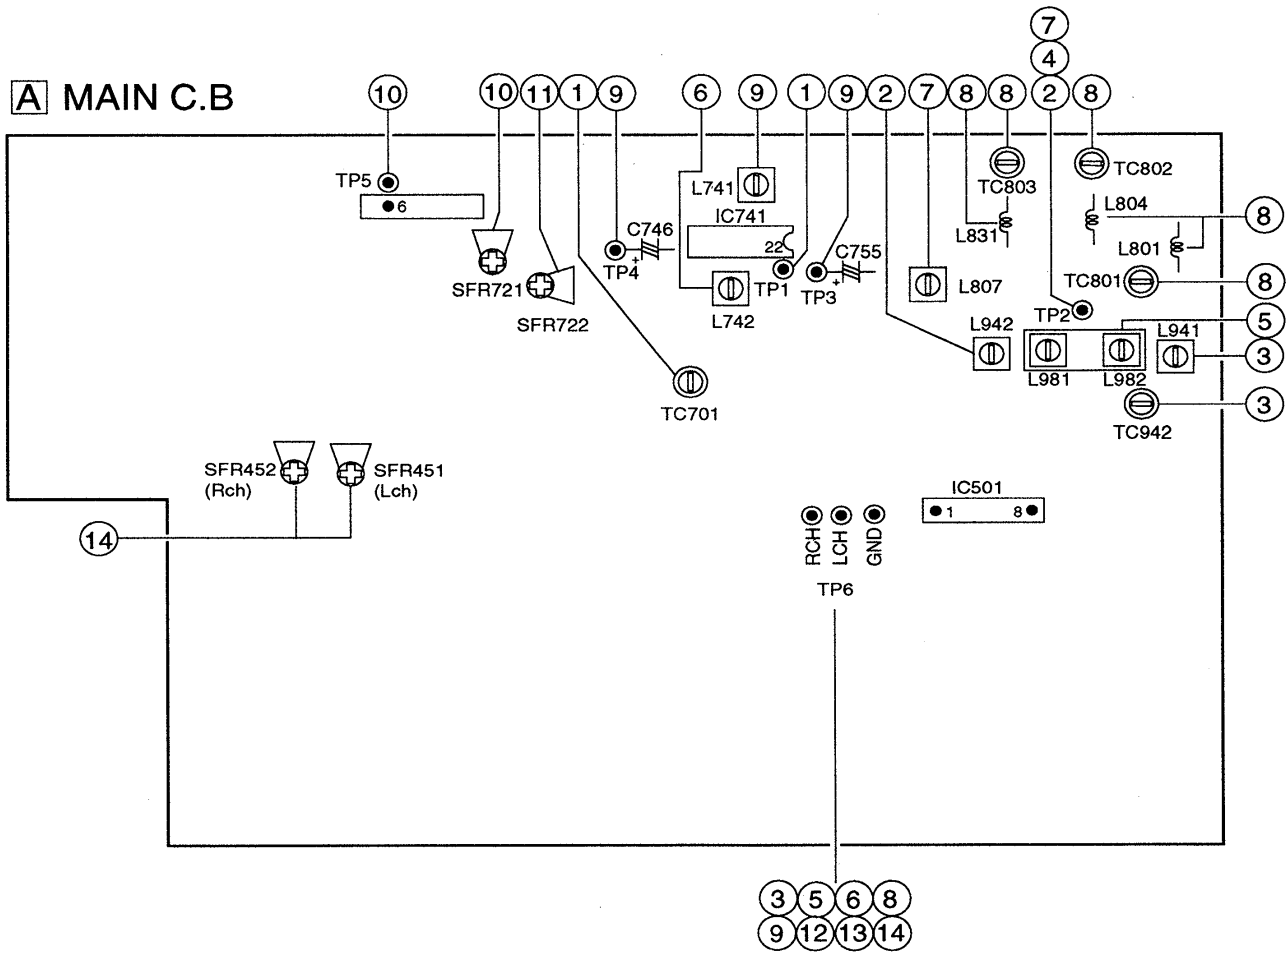 7
4
A MAIN C.B
10 10 11 1 9 6 9 1 9 2 7 8 8 2 8
TP5
6
L741
TC803
TC802
IC741
22
C746
L831
L804
8
TP4
+
C755
+
L801
SFR721
TP1
TP3
L807
TC801
8
SFR722
L742
TP2
5
L942
L941
3
L981
L982
TC701
3
TC942
SFR452
(Rch)
SFR451
(Lch)
IC501
1
8
14
RCH
LCH
GND
TP6
3 5 6 8
9 12 13 14